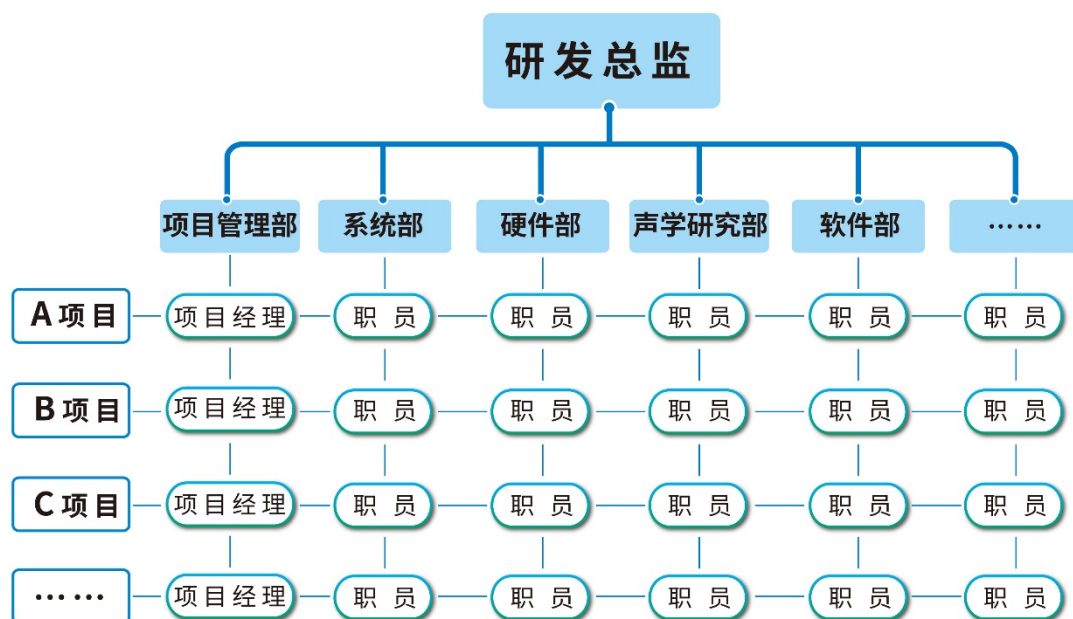 研发总监
项目管理部 系统部 硬件部 声学研究部 软件部 ……
A项目 项目经理 职员 职员 职员 职员 职员
B项目 项目经理 职员 职员 职员 职员 职员
C项目 项目经理 职员 职员 职员 职员 职员
…… 项目经理 职员 职员 职员 职员 职员